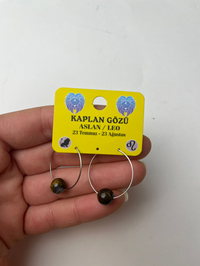 KAPLAN GÖZÜ
ASLAN / LEO
23 Temmuz - 23 Ağustos